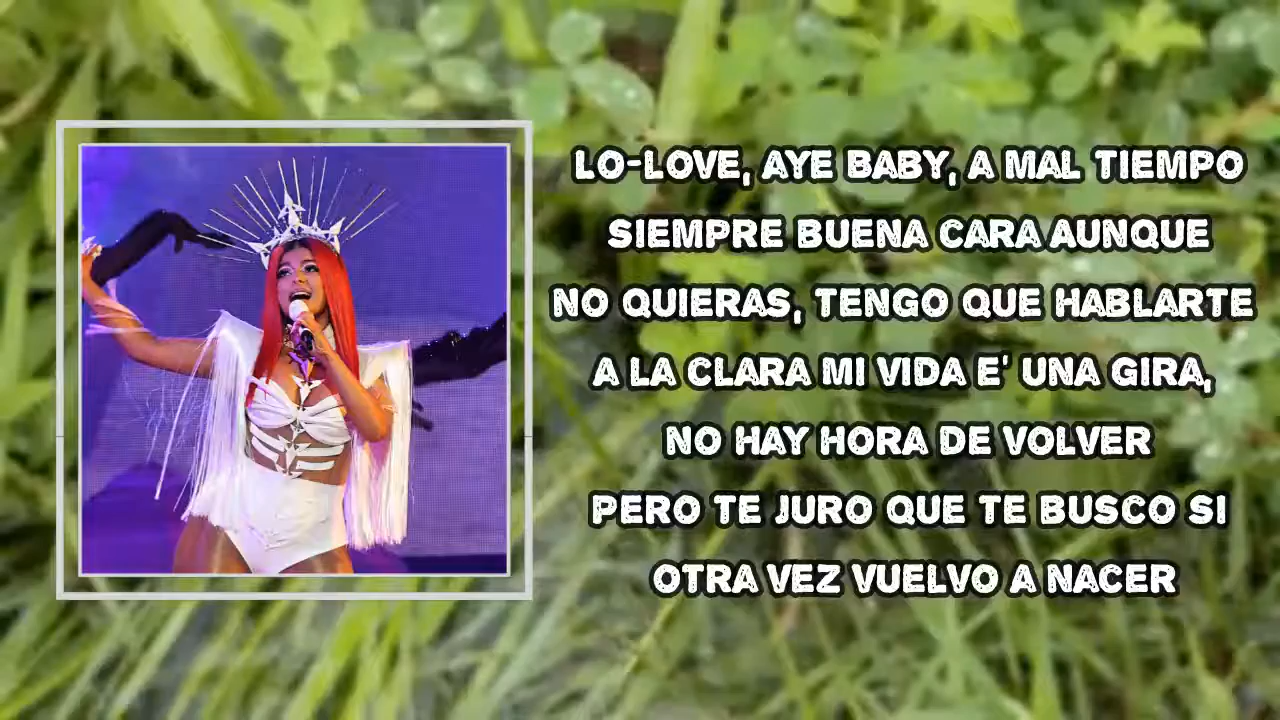 LO-LOVE, AYE BABY, A MAL TIEMPO
SIEMPRE BUENA CARA AUNQUE
NO QUIERAS, TENGO QUE HABLARTE
A LA CLARA MI VIDA E' UNA GIRA,
NO HAY HORA DE VOLVER
PERO TE JURO QUE TE BUSCO SI
OTRA VEZ VUELVO A NACER